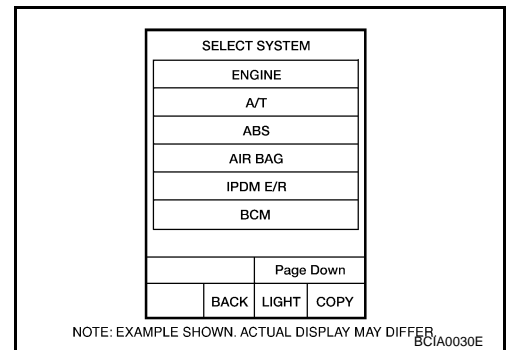 SELECT SYSTEM
ENGINE
A/T
ABS
AIR BAG
IPDM E/R
BCM
Page Down
BACK LIGHT COPY
NOTE: EXAMPLE SHOWN. ACTUAL DISPLAY MAY DIFFER.
BCIA0030E